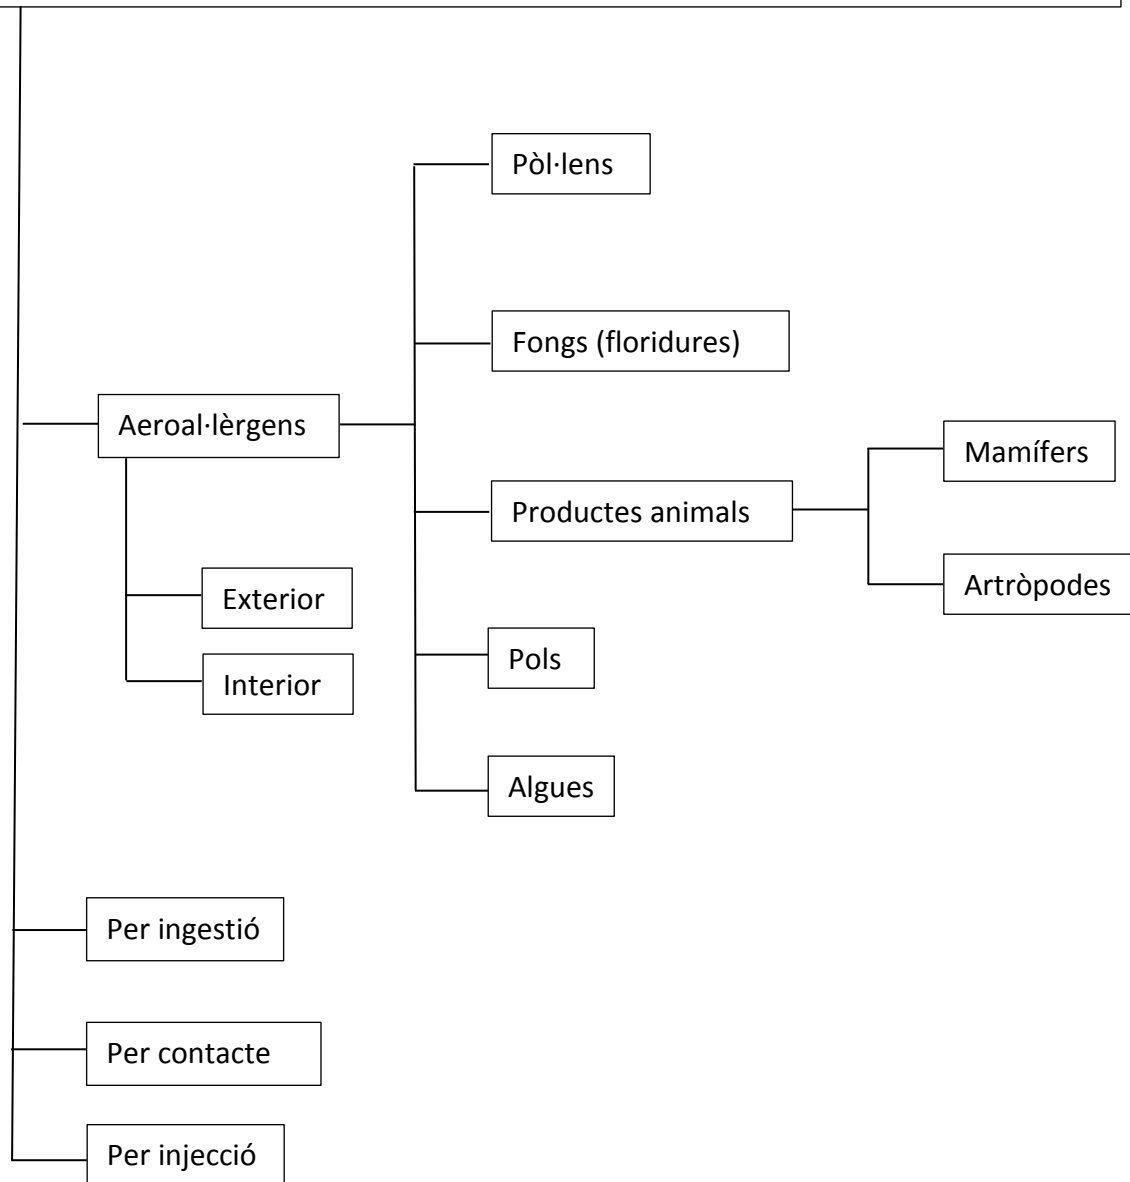 Pòl·lens
Fongs (floridures)
Aeroal·lèrgens
Mamífers
Productes animals
Artròpodes
Exterior
Pols
Interior
Algues
Per ingestió
Per contacte
Per injecció